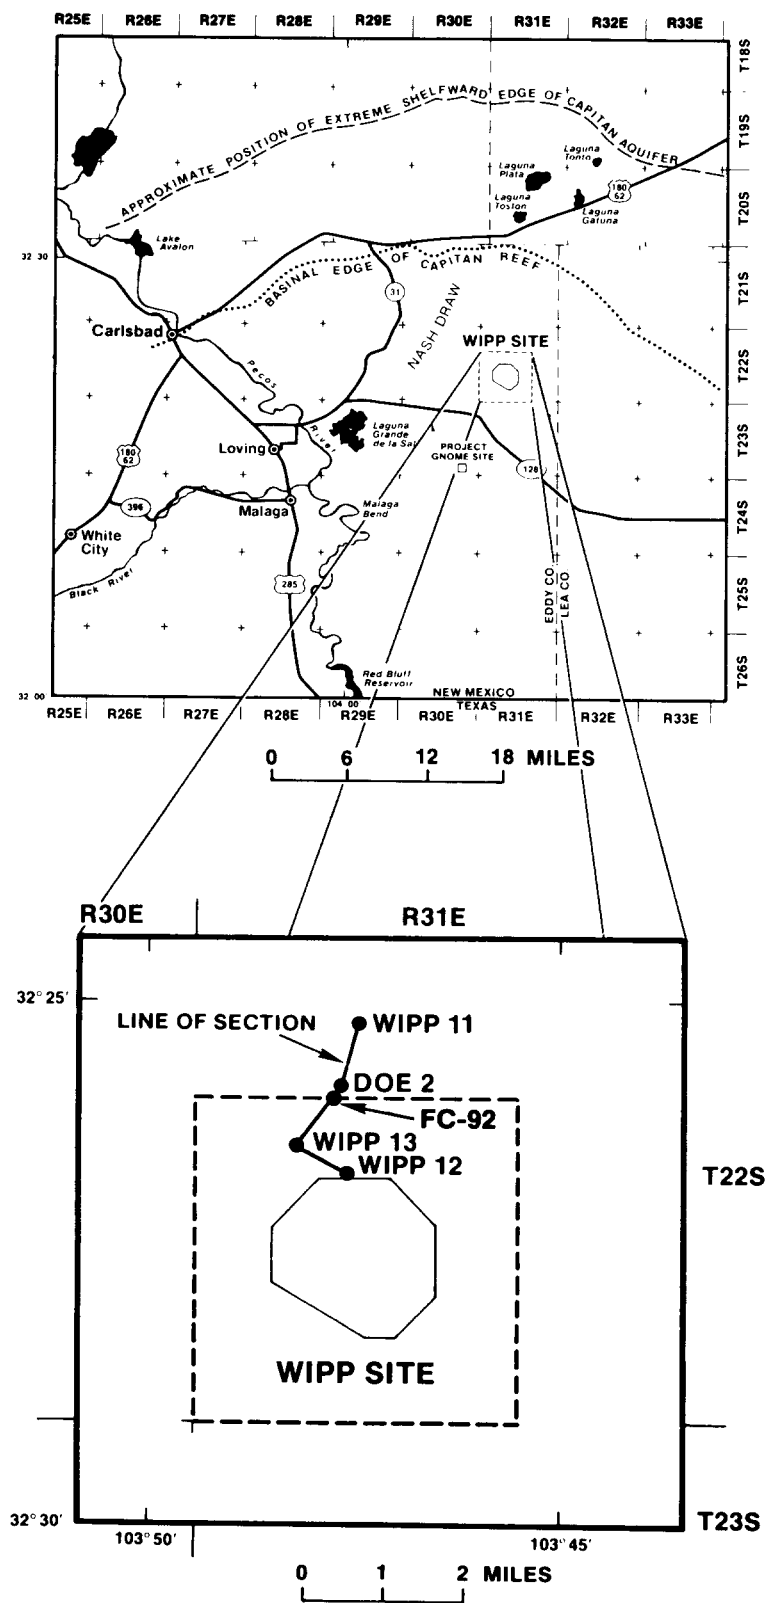 R25E R26E R27E R28E R29E R30E R31E R32E R33E
T18S
T19S
T20S
T21S
T22S
T23S
T24S
T25S
T26S
APPROXIMATE POSITION OF EXTREME SHELFWARD EDGE OF CAPITAN AQUIFER
Laguna
Tonto
Laguna
Plata
180
62
Laguna
Toston
Laguna
Gatuna
Lake
Avalon
32 30
BASINAL EDGE OF CAPITAN REEF
31
NASH DRAW
Carlsbad
WIPP SITE
Pecos
River
Laguna
Grande
de la Sal
Loving
PROJECT
GNOME SITE
180
62
128
396
Malaga
Malaga
Bend
White
City
Black River
285
EDDY CO.
LEA CO.
Red Bluff
Reservoir
32 00
104 00
NEW MEXICO
TEXAS
R25E R26E R27E R28E R29E R30E R31E R32E R33E
0 6 12 18 MILES
R30E R31E
32° 25'
LINE OF SECTION
WIPP 11
DOE 2
FC-92
WIPP 13
WIPP 12
T22S
WIPP SITE
32° 30'
T23S
103° 50' 103° 45'
0 1 2 MILES